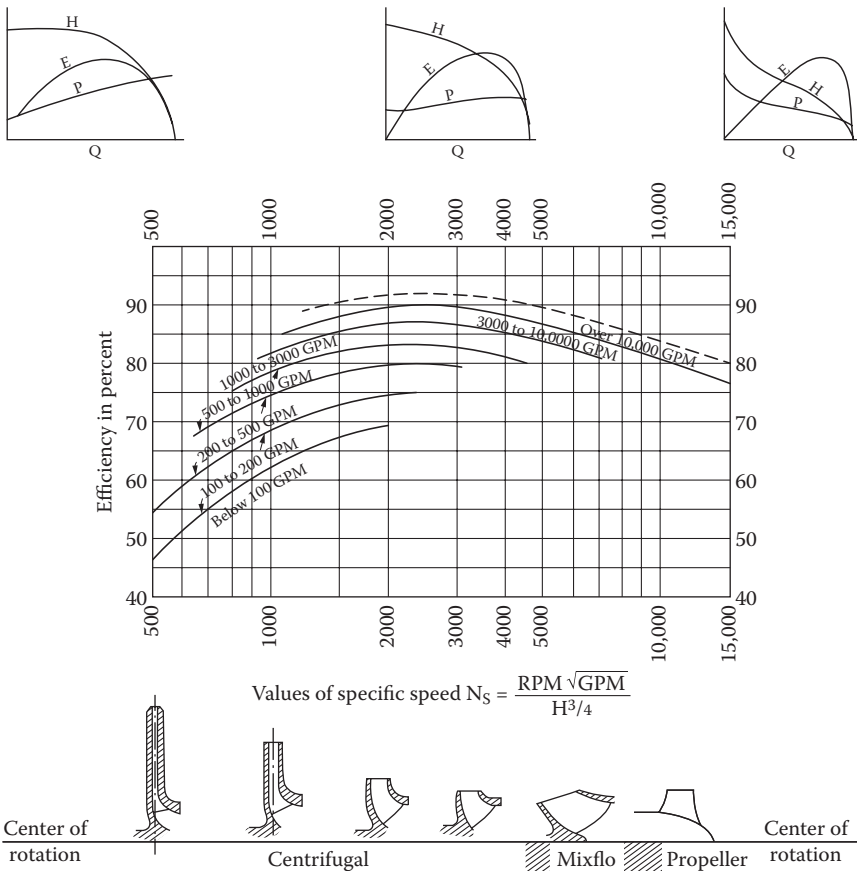 H
E
P
Q
H
E
P
Q
E
H
P
Q
500
1000
2000
3000
4000
5000
10,000
15,000
Efficiency in percent
90
80
70
60
50
40
90
80
70
60
50
40
Over 10,000 GPM
3000 to 10,0000 GPM
1000 to 3000 GPM
500 to 1000 GPM
200 to 500 GPM
100 to 200 GPM
Below 100 GPM
500
1000
2000
3000
5000
10,000
15,000
Values of specific speed NS = RPM √GPM
H3/4
Center of
rotation
Centrifugal
Mixflo
Propeller
Center of
rotation